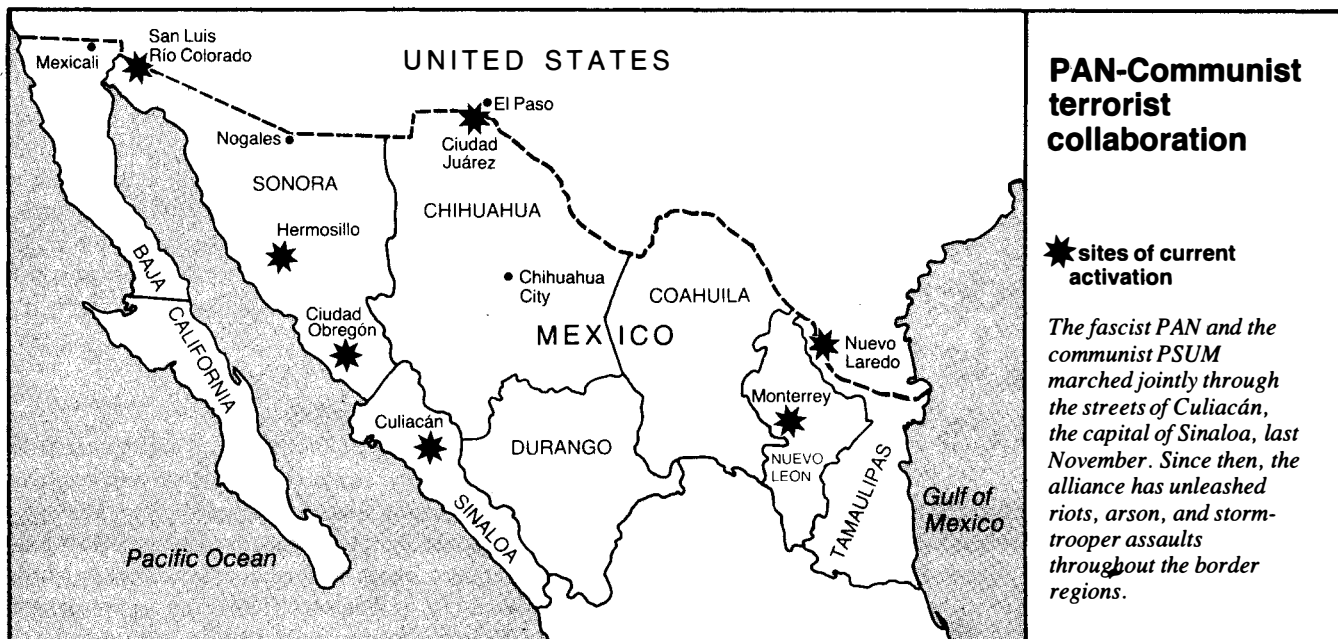 San Luis
Río Colorado
Mexicali
UNITED STATES
El Paso
Ciudad
Juárez
Nogales
SONORA
CHIHUAHUA
Hermosillo
Chihuahua
City
COAHUILA
BAJA
CALIFORNIA
Ciudad
Obregón
MEXICO
Nuevo
Laredo
Monterrey
Culiacán
DURANGO
NUEVO
LEON
SINALOA
TAMAULIPAS
Gulf of
Mexico
Pacific Ocean
PAN-Communist
terrorist
collaboration
sites of current
activation
The fascist PAN and the
communist PSUM
marched jointly through
the streets of Culiacán,
the capital of Sinaloa, last
November. Since then, the
alliance has unleashed
riots, arson, and storm-
trooper assaults
throughout the border
regions.